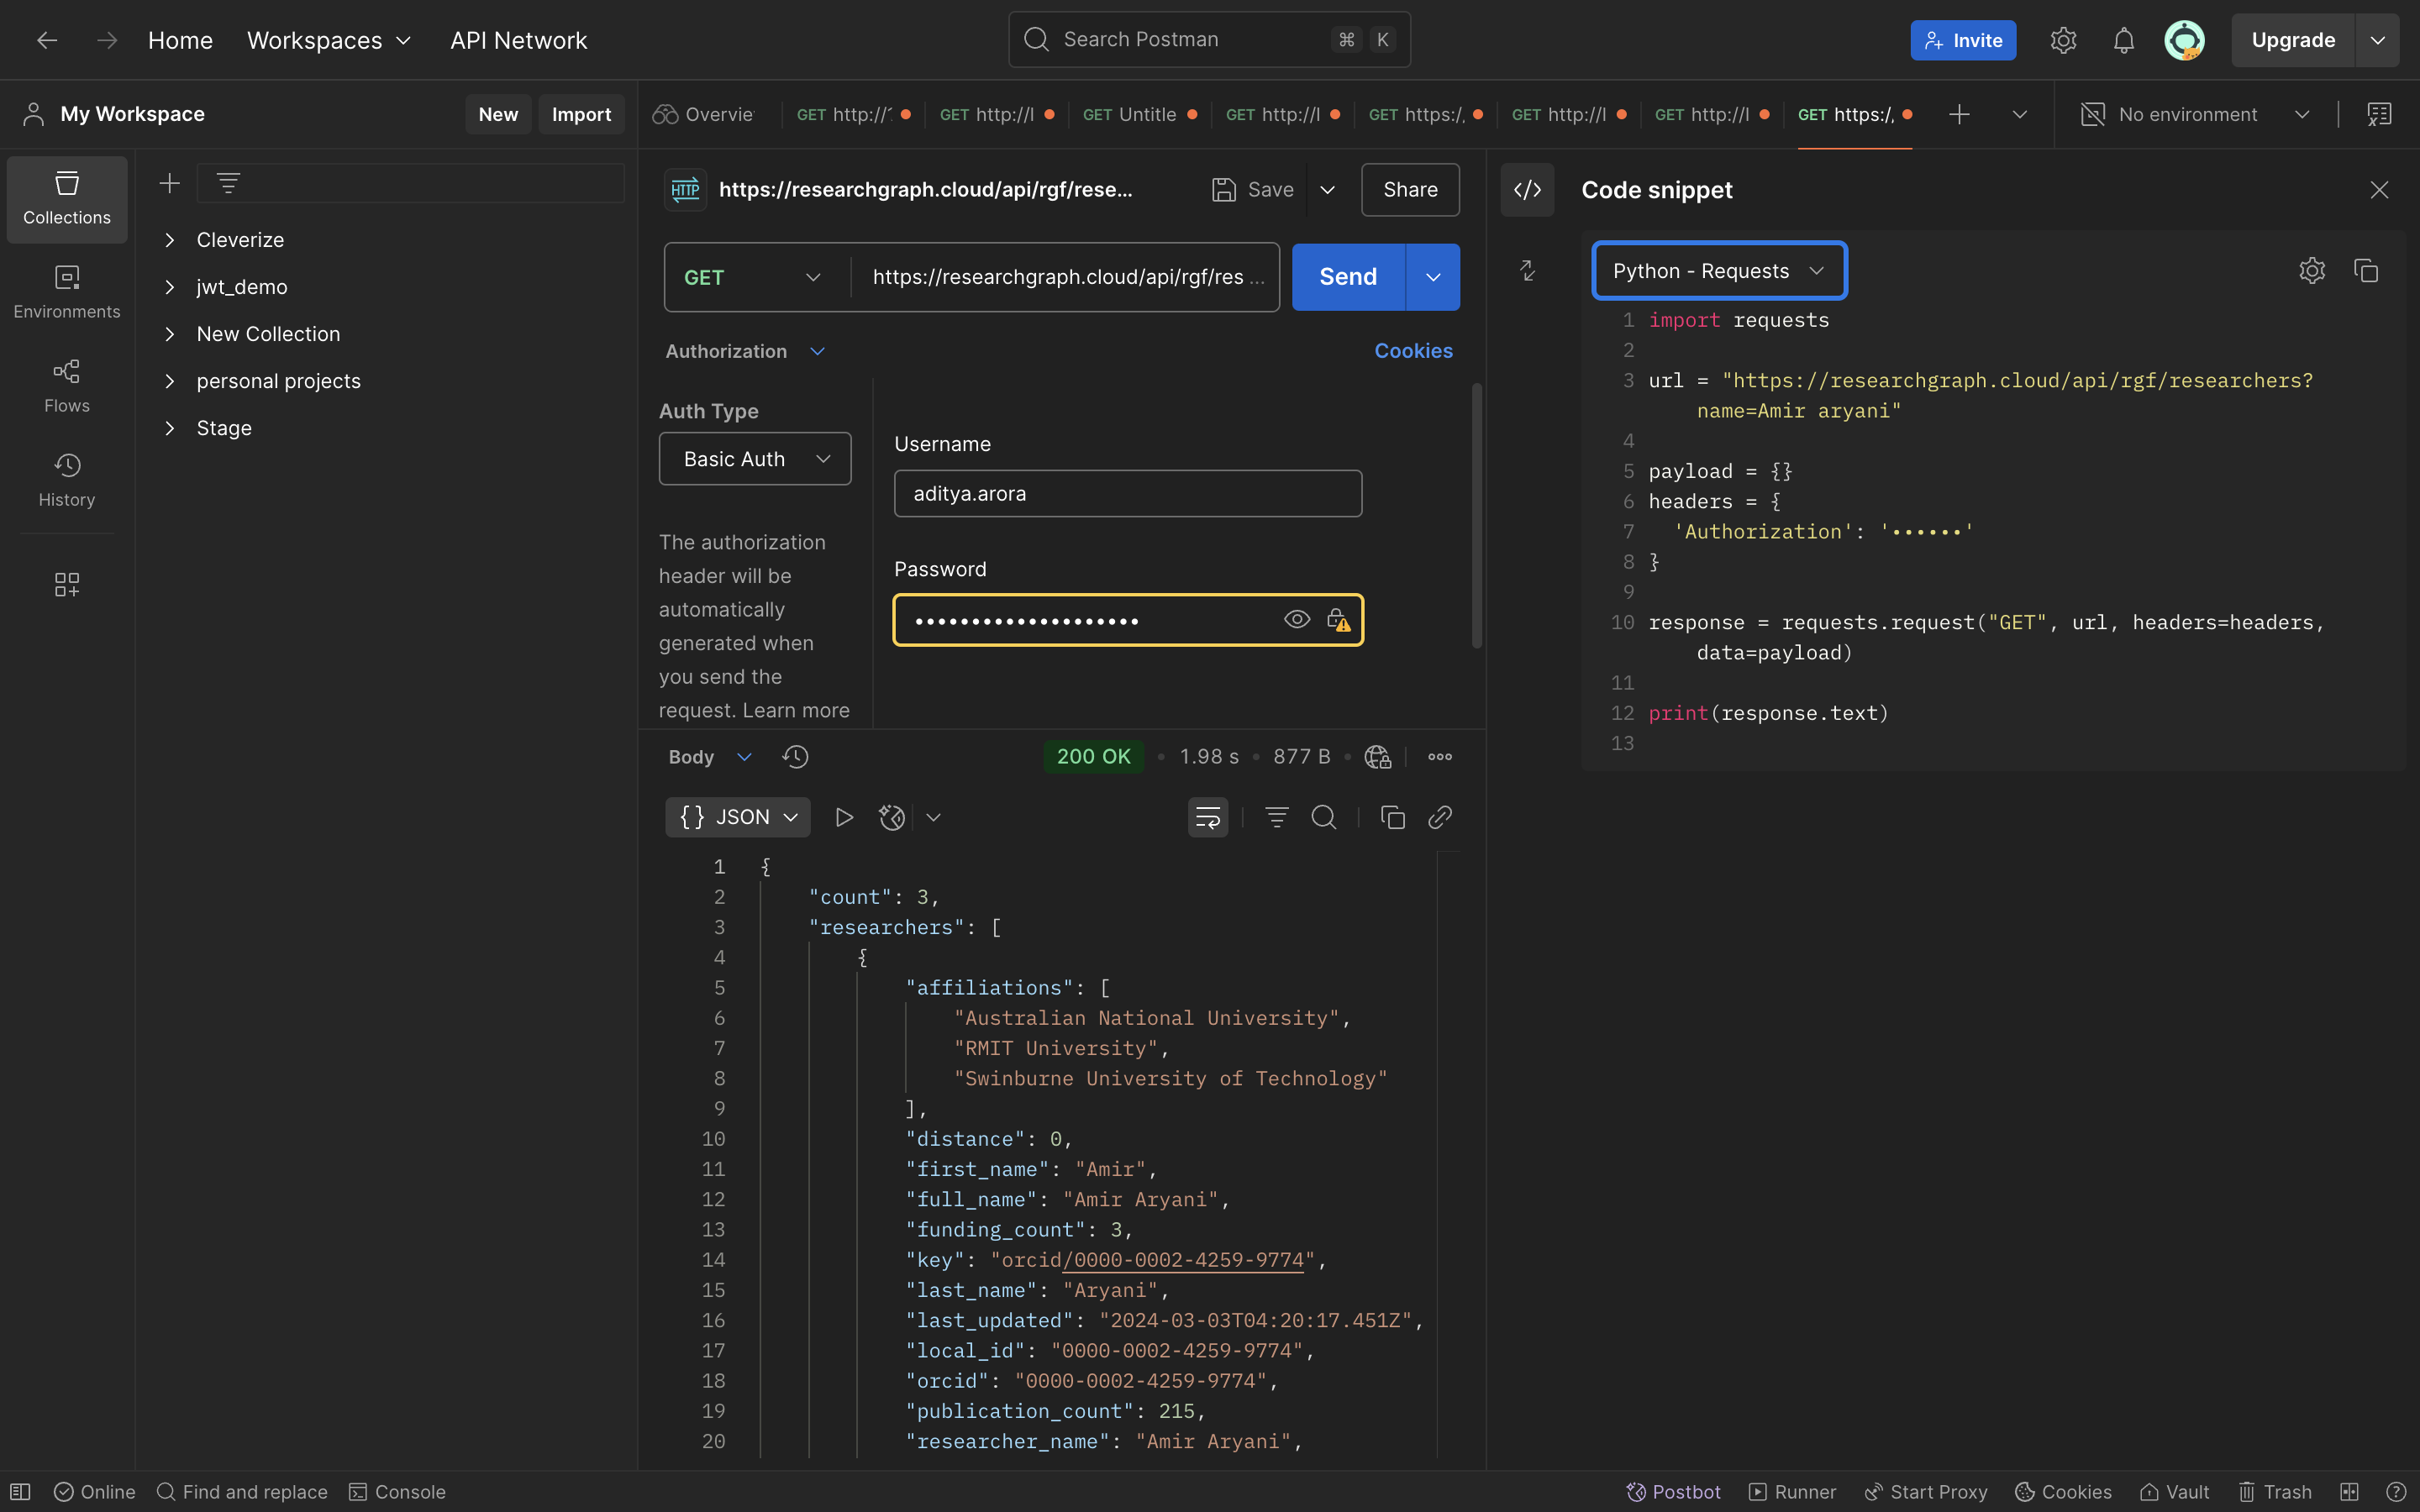 Home Workspaces API Network
Search Postman ⌘ K
Invite
Upgrade
My Workspace
New Import
Overvie
GET http://
GET http://l
GET Untitle
GET http://l
GET https:/,
GET http://l
GET http://l
GET https:/,
No environment
Collections
Environments
Flows
History
Cleverize
jwt_demo
New Collection
personal projects
Stage
HTTP https://researchgraph.cloud/api/rgf/rese...
Save
Share
GET https://researchgraph.cloud/api/rgf/res ...
Send
Authorization
Cookies
Auth Type
Basic Auth
The authorization
header will be
automatically
generated when
you send the
request. Learn more
Username
aditya.arora
Password
•••••••••••••••••••
Body
200 OK • 1.98 s • 877 B •
{} JSON
1 {
2 "count": 3,
3 "researchers": [
4 {
5 "affiliations": [
6 "Australian National University",
7 "RMIT University",
8 "Swinburne University of Technology"
9 ],
10 "distance": 0,
11 "first_name": "Amir",
12 "full_name": "Amir Aryani",
13 "funding_count": 3,
14 "key": "orcid/0000-0002-4259-9774",
15 "last_name": "Aryani",
16 "last_updated": "2024-03-03T04:20:17.451Z",
17 "local_id": "0000-0002-4259-9774",
18 "orcid": "0000-0002-4259-9774",
19 "publication_count": 215,
20 "researcher_name": "Amir Aryani",
</> Code snippet
Python - Requests
1 import requests
2
3 url = "https://researchgraph.cloud/api/rgf/researchers?
name=Amir aryani"
4
5 payload = {}
6 headers = {
7 'Authorization': '••••••'
8 }
9
10 response = requests.request("GET", url, headers=headers,
data=payload)
11
12 print(response.text)
13
Online
Find and replace
Console
Postbot
Runner
Start Proxy
Cookies
Vault
Trash